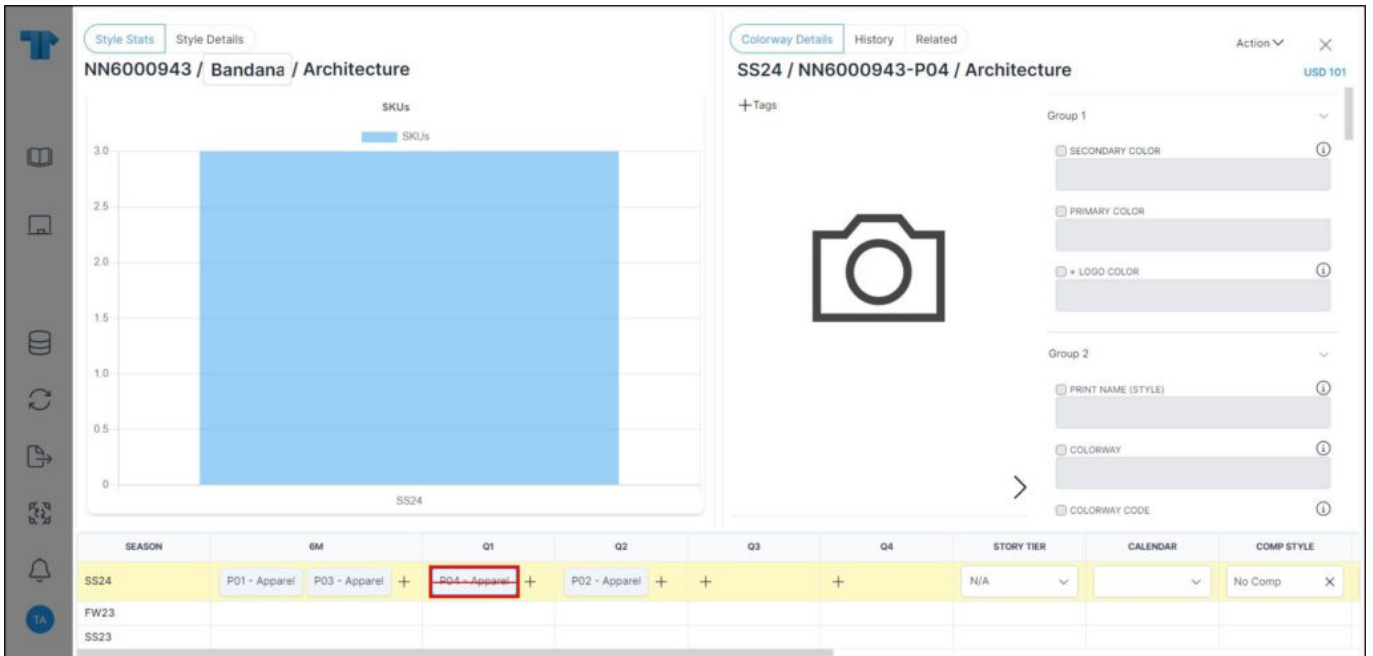 Style Stats Style Details
NN6000943 / Bandana / Architecture
SKUs
SKUs
3.0
2.5
2.0
1.5
1.0
0.5
0
SS24
Colorway Details History Related
Action
SS24 / NN6000943-P04 / Architecture
USD 101
+Tags
Group 1
SECONDARY COLOR
PRIMARY COLOR
* LOGO COLOR
Group 2
PRINT NAME (STYLE)
COLORWAY
COLORWAY CODE
SEASON 6M Q1 Q2 Q3 Q4 STORY TIER CALENDAR COMP STYLE
SS24 P01 - Apparel P03 - Apparel + P04 - Apparel + P02 - Apparel + + + N/A No Comp X
FW23
SS23
TA